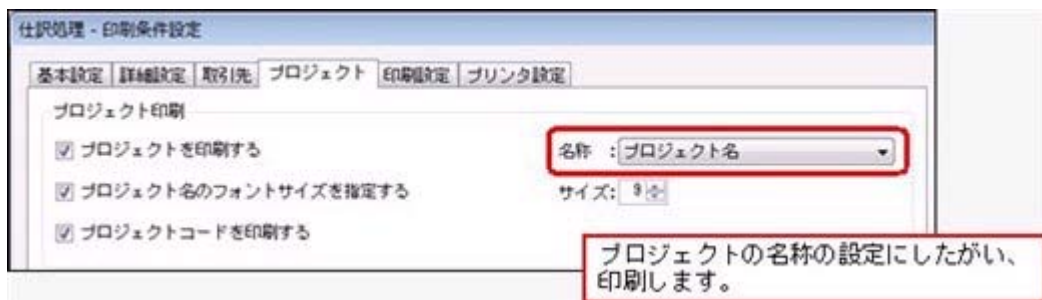 仕訳処理 - 印刷条件設定
基本設定 詳細設定 取引先 プロジェクト 印刷設定 プリンタ設定
プロジェクト印刷
プロジェクトを印刷する 名称 : プロジェクト名
プロジェクト名のフォントサイズを指定する サイズ: 9
プロジェクトコードを印刷する
プロジェクトの名称の設定にしたがい、
印刷します。